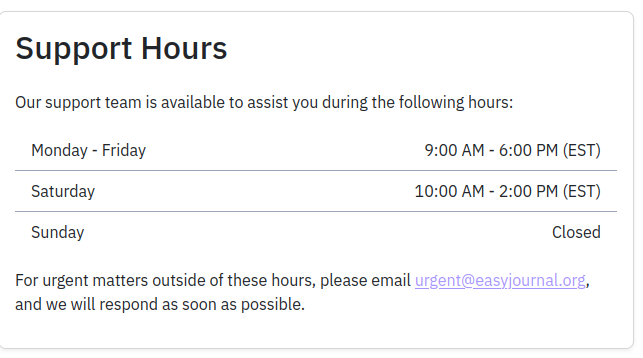 Support Hours
Our support team is available to assist you during the following hours:
Monday - Friday 9:00 AM - 6:00 PM (EST)
Saturday 10:00 AM - 2:00 PM (EST)
Sunday Closed
For urgent matters outside of these hours, please email urgent@easyjournal.org,
and we will respond as soon as possible.